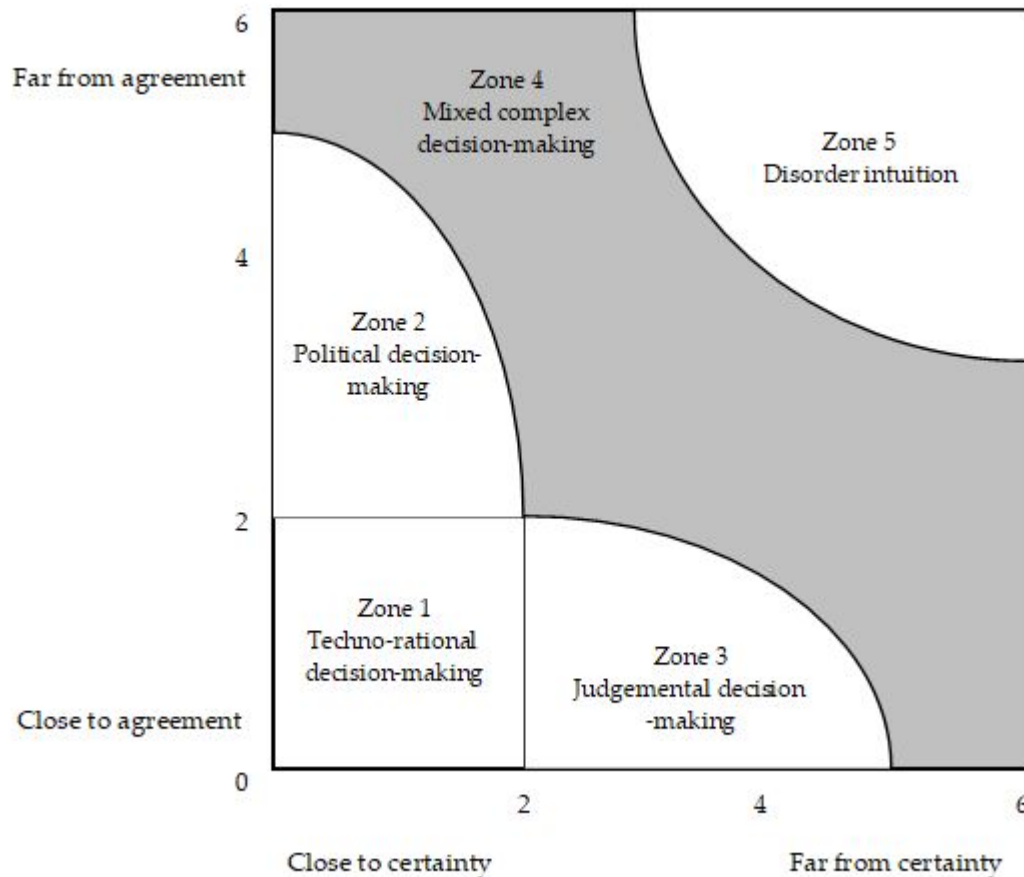 6
Far from agreement
Zone 4
Mixed complex
decision-making
Zone 5
Disorder intuition
4
Zone 2
Political decision-
making
2
Zone 1
Techno-rational
decision-making
Zone 3
Judgemental decision
-making
Close to agreement
0
2
4
6
Close to certainty
Far from certainty